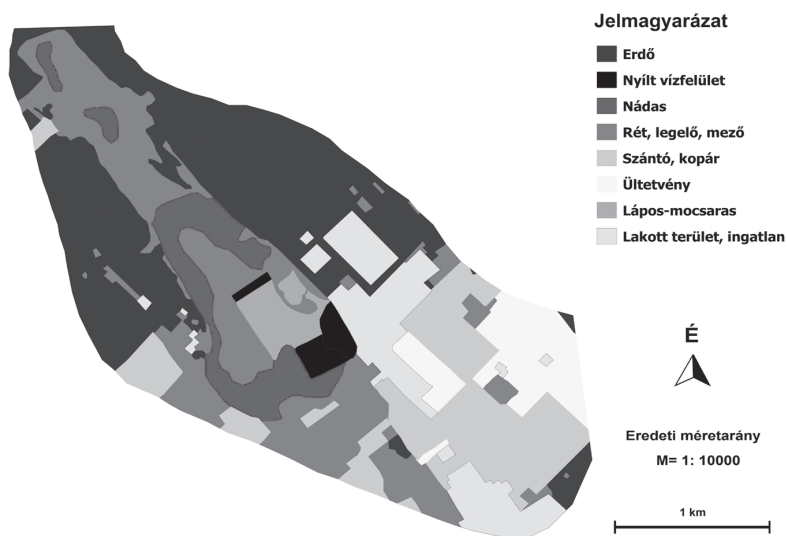 Jelmagyarázat
Erdő
Nyílt vízfelület
Nádas
Rét, legelő, mező
Szántó, kopár
Ültetvény
Lápos-mocsaras
Lakott terület, ingatlan
É
Eredeti méretarány
M= 1: 10000
1 km